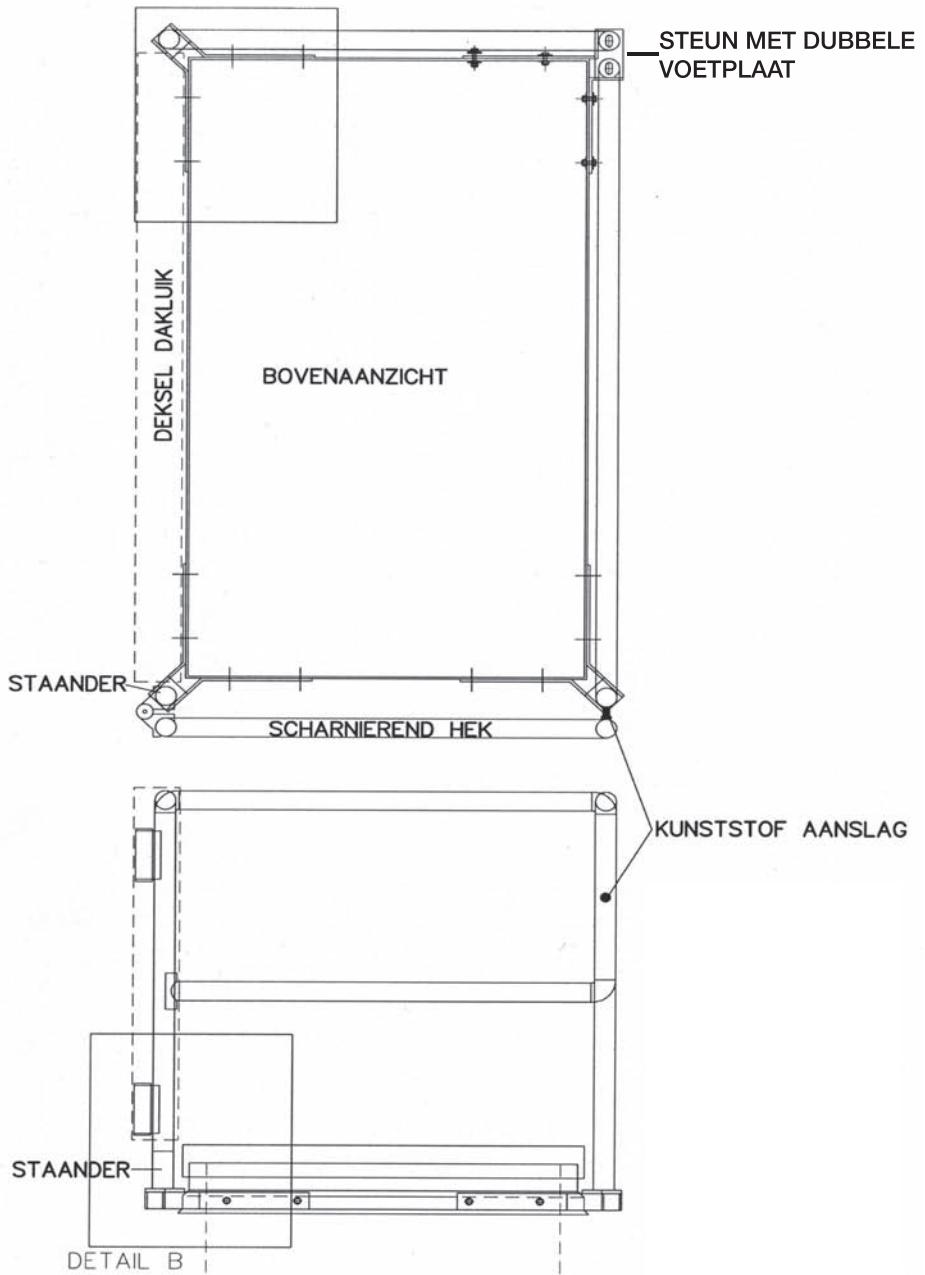 STEUN MET DUBBELE
VOETPLAAT
DEKSEL DAKLUIK
BOVENAANZICHT
STAANDER
SCHARNIEREND HEK
KUNSTSTOF AANSLAG
STAANDER
DETAIL B